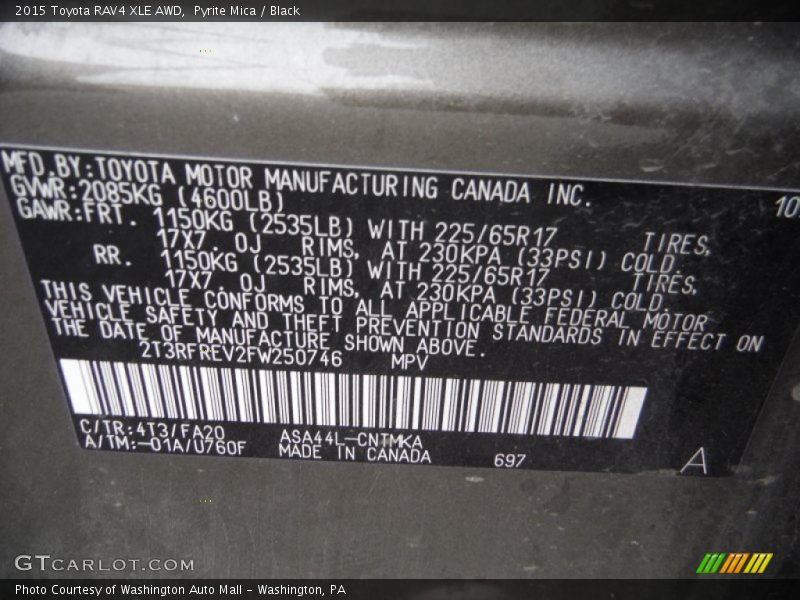 2015 Toyota RAV4 XLE AWD, Pyrite Mica / Black
MFD.BY:TOYOTA MOTOR MANUFACTURING CANADA INC. 10
GVWR:2085KG (4600LB)
GAWR:FRT. 1150KG (2535LB) WITH 225/65R17 TIRES,
17X7.0J RIMS, AT 230KPA (33PSI) COLD.
RR. 1150KG (2535LB) WITH 225/65R17 TIRES,
17X7.0J RIMS, AT 230KPA (33PSI) COLD.
THIS VEHICLE CONFORMS TO ALL APPLICABLE FEDERAL MOTOR
VEHICLE SAFETY AND THEFT PREVENTION STANDARDS IN EFFECT ON
THE DATE OF MANUFACTURE SHOWN ABOVE.
2T3RFREV2FW250746 MPV
C/TR:4T3/FA20 ASA44L-CNTMKA
A/TM:-01A/U760F MADE IN CANADA 697 A
GTCARLOT.COM
Photo Courtesy of Washington Auto Mall - Washington, PA